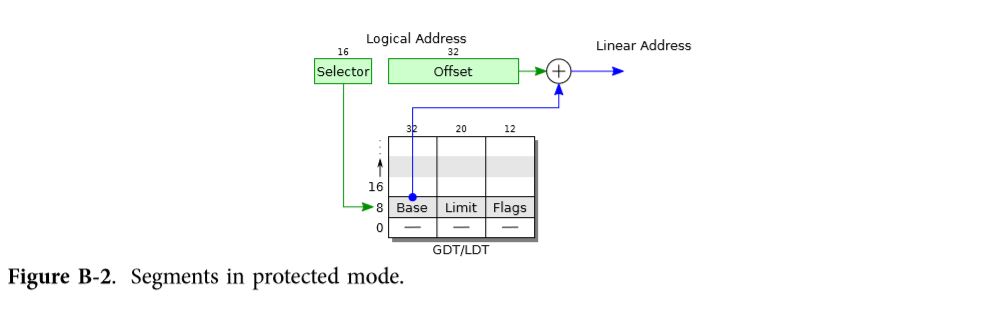 Logical Address
Linear Address
16
32
Selector
Offset
+
32
20
12
16
8
Base
Limit
Flags
0
—
—
—
GDT/LDT
Figure B-2. Segments in protected mode.